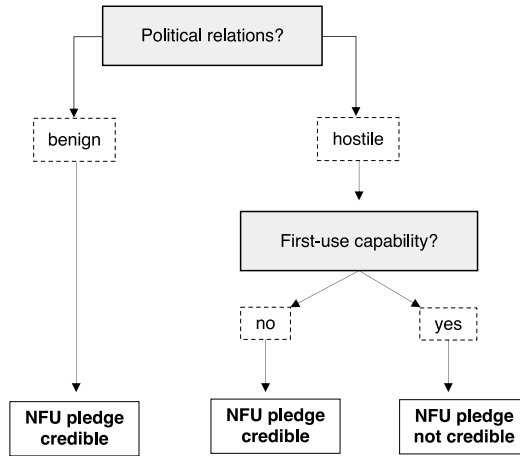 Political relations?
benign
hostile
First-use capability?
no
yes
NFU pledge
credible
NFU pledge
credible
NFU pledge
not credible